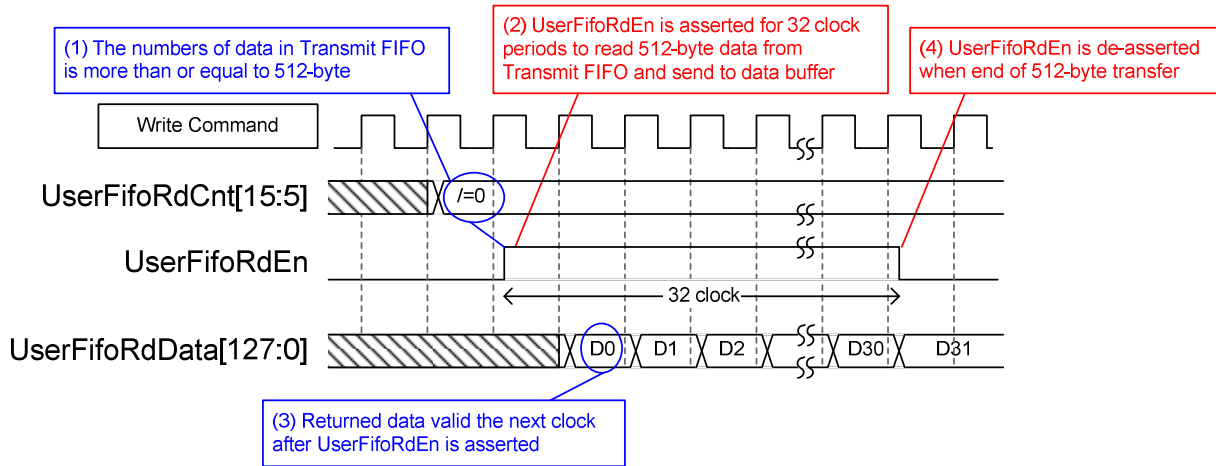 (1) The numbers of data in Transmit FIFO
is more than or equal to 512-byte
(2) UserFifoRdEn is asserted for 32 clock
periods to read 512-byte data from
Transmit FIFO and send to data buffer
(4) UserFifoRdEn is de-asserted
when end of 512-byte transfer
Write Command
UserFifoRdCnt[15:5]
/=0
UserFifoRdEn
32 clock
UserFifoRdData[127:0]
D0 D1 D2 D30 D31
(3) Returned data valid the next clock
after UserFifoRdEn is asserted